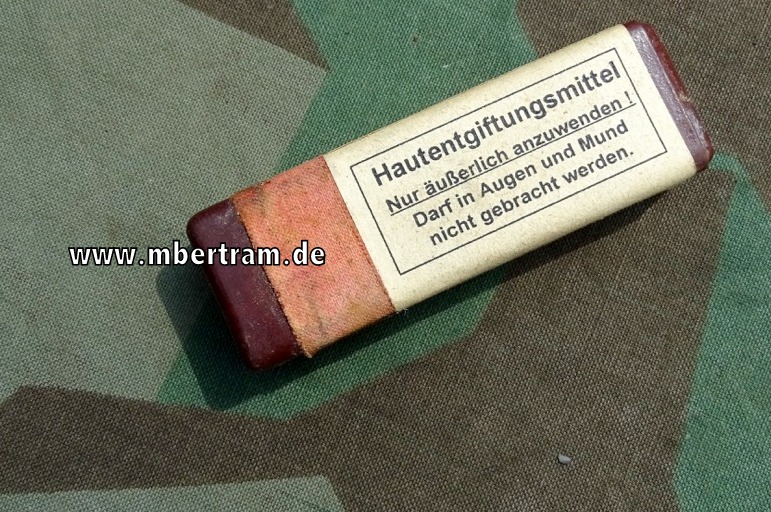 Hautentgiftungsmittel
Nur äußerlich anzuwenden !
Darf in Augen und Mund
nicht gebracht werden.
www.mbertram.de